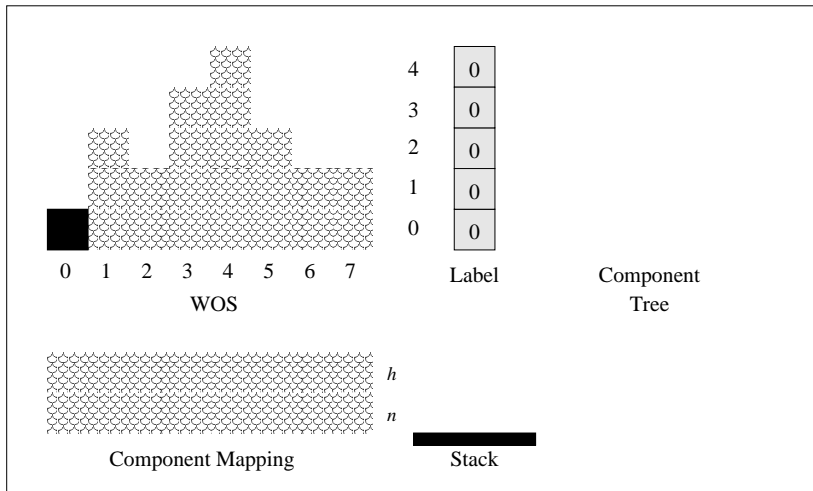 4 0
3 0
2 0
1 0
0 0
0 1 2 3 4 5 6 7
WOS
Label
Component
Tree
h
n
Component Mapping
Stack